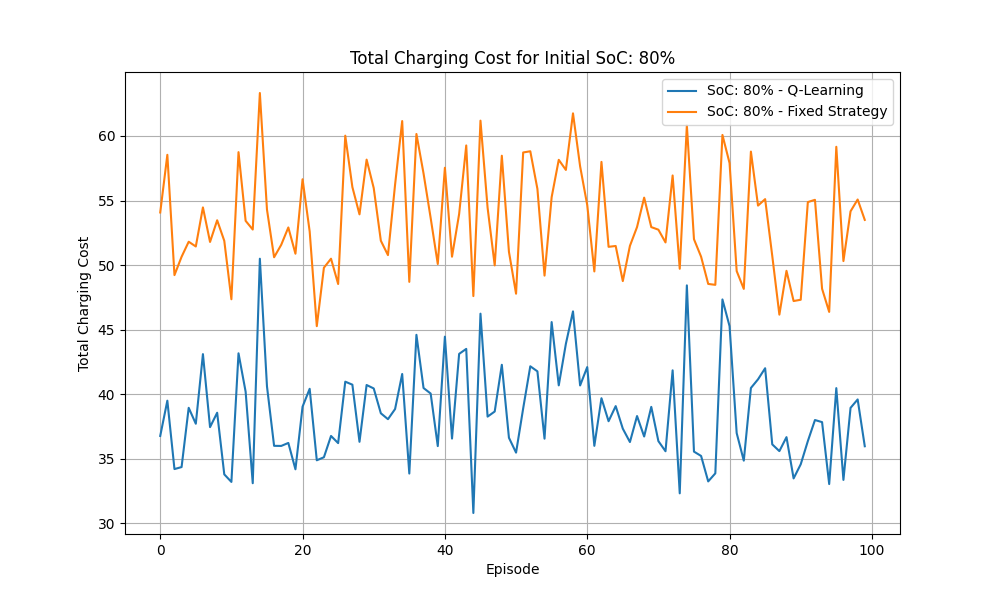 Total Charging Cost for Initial SoC: 80%
SoC: 80% - Q-Learning
SoC: 80% - Fixed Strategy
Total Charging Cost
60
55
50
45
40
35
30
0
20
40
60
80
100
Episode